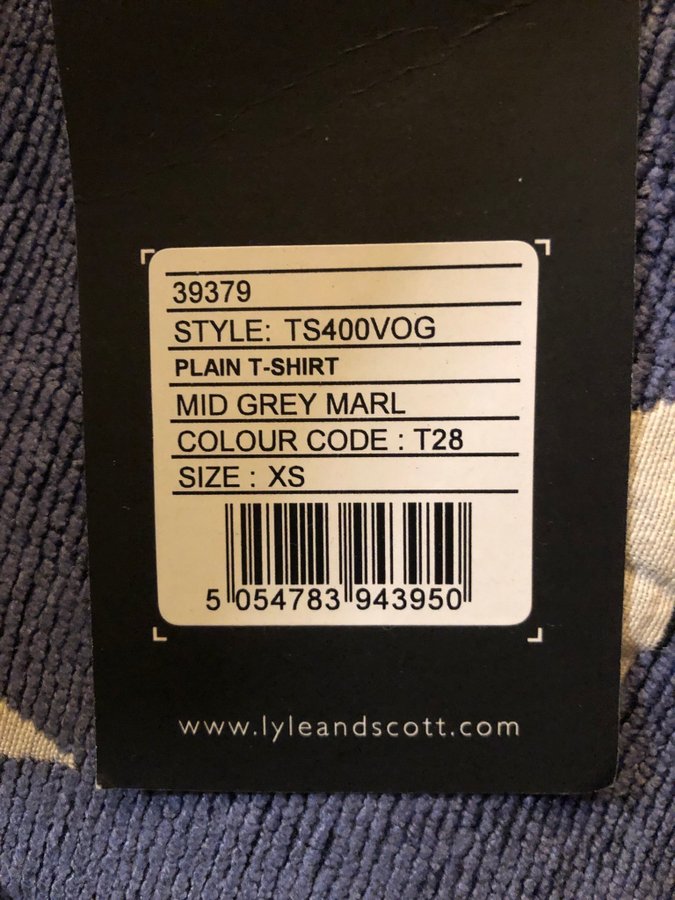 39379
STYLE: TS400VOG
PLAIN T-SHIRT
MID GREY MARL
COLOUR CODE : T28
SIZE : XS
5 054783 943950
www.lyleandscott.com